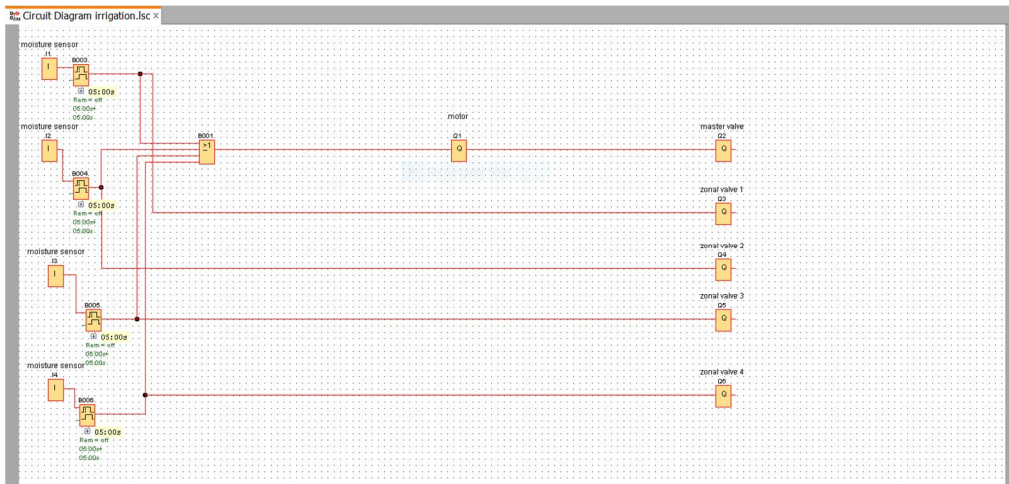 Circuit Diagram irrigation.lsc ×
moisture sensor
I1
I
B003
05:00s
Rem = off
05:00s+
05:00s
moisture sensor
I2
I
B004
05:00s
Rem = off
05:00s+
05:00s
B001
>1
motor
Q1
Q
master valve
Q2
Q
zonal valve 1
Q3
Q
zonal valve 2
Q4
Q
moisture sensor
I3
I
B005
05:00s
Rem = off
05:00s+
05:00s
zonal valve 3
Q5
Q
moisture sensor
I4
I
B006
05:00s
Rem = off
05:00s+
05:00s
zonal valve 4
Q6
Q